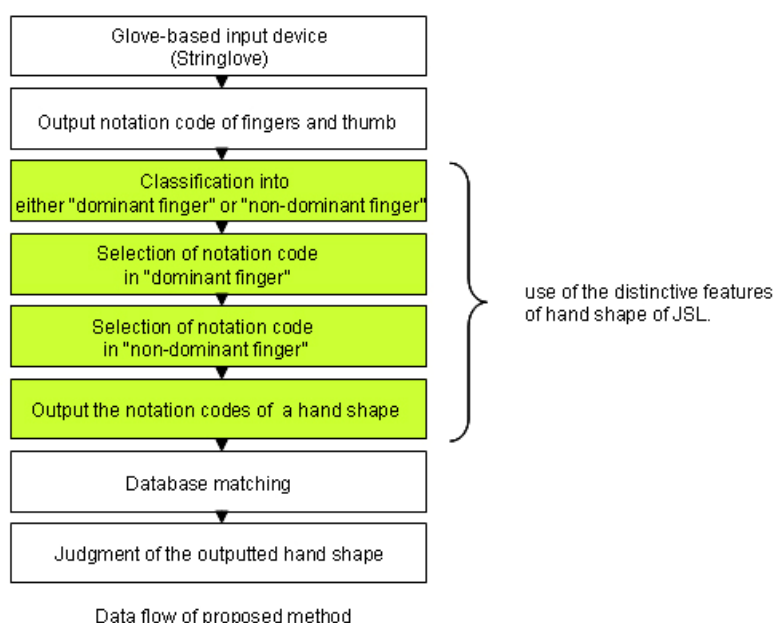 Glove-based input device
(Stringlove)
Output notation code of fingers and thumb
Classification into
either "dominant finger" or "non-dominant finger"
Selection of notation code
in "dominant finger"
Selection of notation code
in "non-dominant finger"
Output the notation codes of a hand shape
use of the distinctive features
of hand shape of JSL.
Database matching
Judgment of the outputted hand shape
Data flow of proposed method